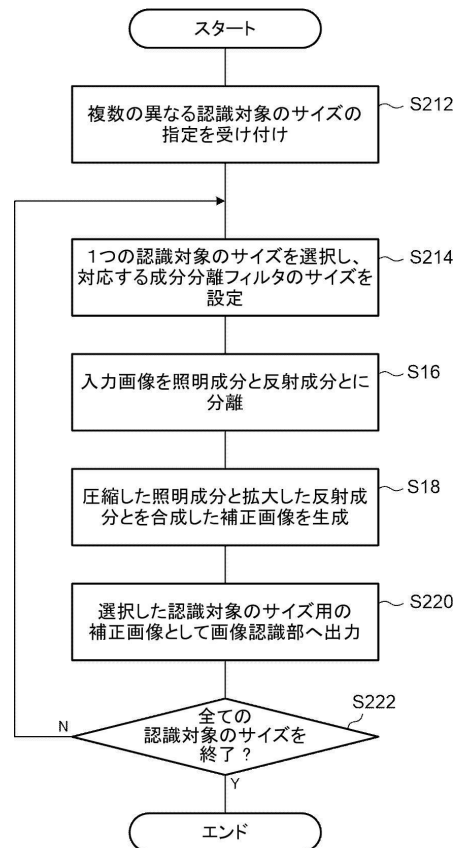 スタート
複数の異なる認識対象のサイズの
指定を受け付け
S212
1つの認識対象のサイズを選択し、
対応する成分分離フィルタのサイズを
設定
S214
入力画像を照明成分と反射成分とに
分離
S16
圧縮した照明成分と拡大した反射成
分とを合成した補正画像を生成
S18
選択した認識対象のサイズ用の
補正画像として画像認識部へ出力
S220
全ての
認識対象のサイズを
終了？
S222
N
Y
エンド